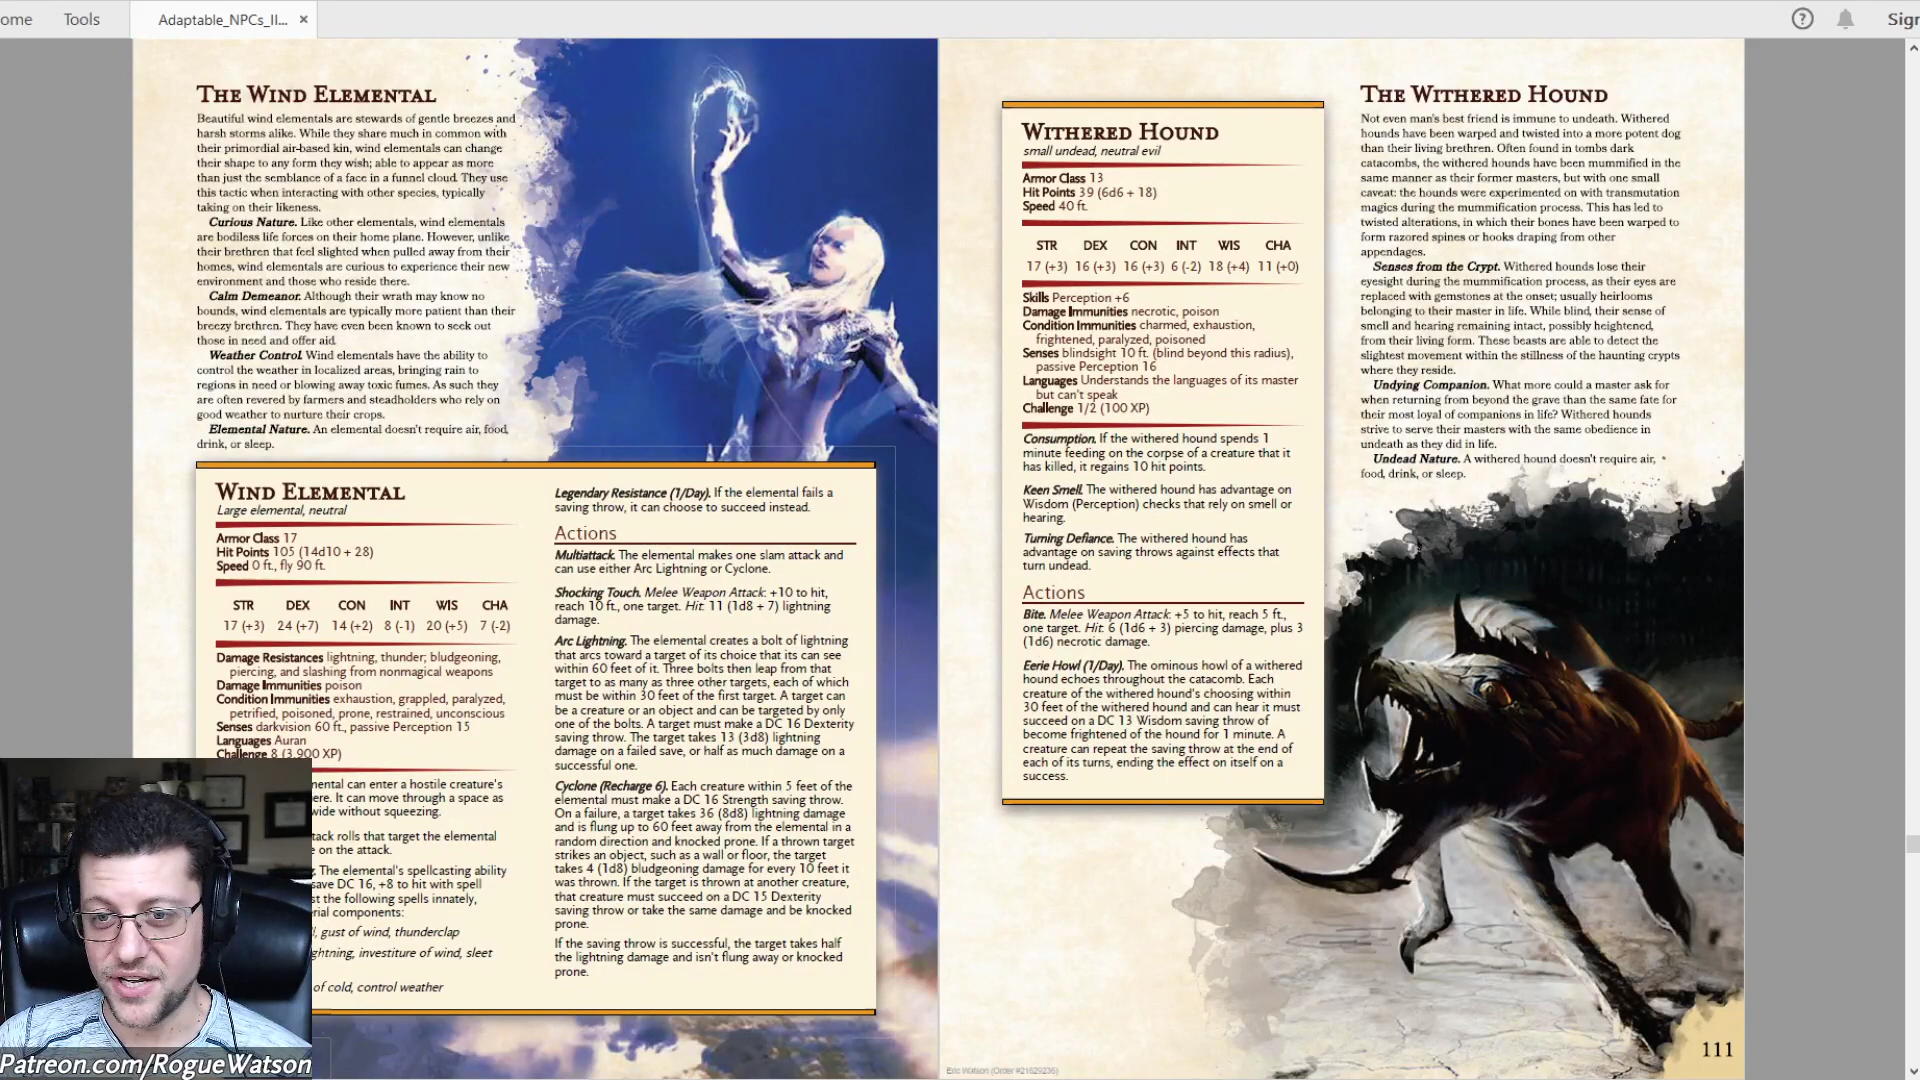 ome
Tools
Adaptable_NPCs_II...
×
?
Sigr
The Wind Elemental
Beautiful wind elementals are stewards of gentle breezes and
harsh storms alike. While they share much in common with
their primordial air-based kin, wind elementals can change
their shape to any form they wish; able to appear as more
than just the semblance of a face in a funnel cloud. They use
this tactic when interacting with other species, typically
taking on their likeness.
Curious Nature. Like other elementals, wind elementals
are bodiless life forces on their home plane. However, unlike
their brethren that feel slighted when pulled away from their
homes, wind elementals are curious to experience their new
environment and those who reside there.
Calm Demeanor. Although their wrath may know no
bounds, wind elementals are typically more patient than their
breezy brethren. They have even been known to seek out
those in need and offer aid.
Weather Control. Wind elementals have the ability to
control the weather in localized areas, bringing rain to
regions in need or blowing away toxic fumes. As such they
are often revered by farmers and steadholders who rely on
good weather to nurture their crops.
Elemental Nature. An elemental doesn't require air, food,
drink, or sleep.
Wind Elemental
Large elemental, neutral
Armor Class 17
Hit Points 105 (14d10 + 28)
Speed 0 ft., fly 90 ft.
STR DEX CON INT WIS CHA
17 (+3) 24 (+7) 14 (+2) 8 (-1) 20 (+5) 7 (-2)
Damage Resistances lightning, thunder; bludgeoning,
piercing, and slashing from nonmagical weapons
Damage Immunities poison
Condition Immunities exhaustion, grappled, paralyzed,
petrified, poisoned, prone, restrained, unconscious
Senses darkvision 60 ft., passive Perception 15
Languages Auran
Challenge 8 (3,900 XP)
mental can enter a hostile creature's
ere. It can move through a space as
wide without squeezing.
tack rolls that target the elemental
e on the attack.
. The elemental's spellcasting ability
save DC 16, +8 to hit with spell
st the following spells innately,
rial components:
l, gust of wind, thunderclap
ghtning, investiture of wind, sleet
of cold, control weather
Legendary Resistance (1/Day). If the elemental fails a
saving throw, it can choose to succeed instead.
Actions
Multiattack. The elemental makes one slam attack and
can use either Arc Lightning or Cyclone.
Shocking Touch. Melee Weapon Attack: +10 to hit,
reach 10 ft., one target. Hit: 11 (1d8 + 7) lightning
damage.
Arc Lightning. The elemental creates a bolt of lightning
that arcs toward a target of its choice that its can see
within 60 feet of it. Three bolts then leap from that
target to as many as three other targets, each of which
must be within 30 feet of the first target. A target can
be a creature or an object and can be targeted by only
one of the bolts. A target must make a DC 16 Dexterity
saving throw. The target takes 13 (3d8) lightning
damage on a failed save, or half as much damage on a
successful one.
Cyclone (Recharge 6). Each creature within 5 feet of the
elemental must make a DC 16 Strength saving throw.
On a failure, a target takes 36 (8d8) lightning damage
and is flung up to 60 feet away from the elemental in a
random direction and knocked prone. If a thrown target
strikes an object, such as a wall or floor, the target
takes 4 (1d8) bludgeoning damage for every 10 feet it
was thrown. If the target is thrown at another creature,
that creature must succeed on a DC 15 Dexterity
saving throw or take the same damage and be knocked
prone.
If the saving throw is successful, the target takes half
the lightning damage and isn't flung away or knocked
prone.
Withered Hound
small undead, neutral evil
Armor Class 13
Hit Points 39 (6d6 + 18)
Speed 40 ft.
STR DEX CON INT WIS CHA
17 (+3) 16 (+3) 16 (+3) 6 (-2) 18 (+4) 11 (+0)
Skills Perception +6
Damage Immunities necrotic, poison
Condition Immunities charmed, exhaustion,
frightened, paralyzed, poisoned
Senses blindsight 10 ft. (blind beyond this radius),
passive Perception 16
Languages Understands the languages of its master
but can't speak
Challenge 1/2 (100 XP)
Consumption. If the withered hound spends 1
minute feeding on the corpse of a creature that it
has killed, it regains 10 hit points.
Keen Smell. The withered hound has advantage on
Wisdom (Perception) checks that rely on smell or
hearing.
Turning Defiance. The withered hound has
advantage on saving throws against effects that
turn undead.
Actions
Bite. Melee Weapon Attack: +5 to hit, reach 5 ft.,
one target. Hit: 6 (1d6 + 3) piercing damage, plus 3
(1d6) necrotic damage.
Eerie Howl (1/Day). The ominous howl of a withered
hound echoes throughout the catacomb. Each
creature of the withered hound's choosing within
30 feet of the withered hound and can hear it must
succeed on a DC 13 Wisdom saving throw of
become frightened of the hound for 1 minute. A
creature can repeat the saving throw at the end of
each of its turns, ending the effect on itself on a
success.
The Withered Hound
Not even man's best friend is immune to undeath. Withered
hounds have been warped and twisted into a more potent dog
than their living brethren. Often found in tombs dark
catacombs, the withered hounds have been mummified in the
same manner as their former masters, but with one small
caveat: the hounds were experimented on with transmutation
magics during the mummification process. This has led to
twisted alterations, in which their bones have been warped to
form razored spines or hooks draping from other
appendages.
Senses from the Crypt. Withered hounds lose their
eyesight during the mummification process, as their eyes are
replaced with gemstones at the onset; usually heirlooms
belonging to their master in life. While blind, their sense of
smell and hearing remaining intact, possibly heightened,
from their living form. These beasts are able to detect the
slightest movement within the stillness of the haunting crypts
where they reside.
Undying Companion. What more could a master ask for
when returning from beyond the grave than the same fate for
their most loyal of companions in life? Withered hounds
strive to serve their masters with the same obedience in
undeath as they did in life.
Undead Nature. A withered hound doesn't require air,
food, drink, or sleep.
111
Eric Watson (Order #21629236)
Patreon.com/RogueWatson